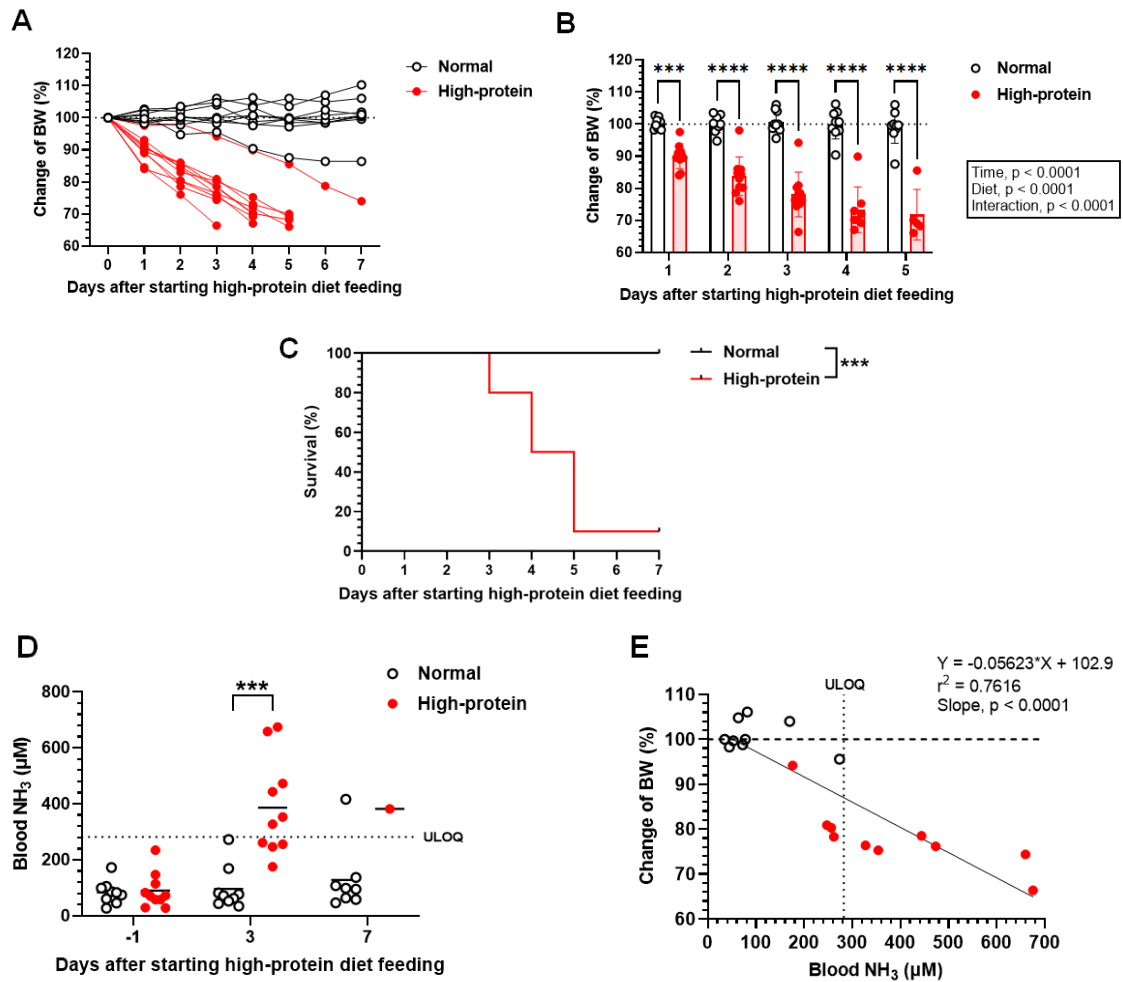 A
Change of BW (%)
120
110
100
90
80
70
60
0 1 2 3 4 5 6 7
Days after starting high-protein diet feeding
Normal
High-protein
B
Change of BW (%)
120
110
100
90
80
70
60
*** **** **** **** ****
1 2 3 4 5
Days after starting high-protein diet feeding
Normal
High-protein
Time, p < 0.0001
Diet, p < 0.0001
Interaction, p < 0.0001
C
Survival (%)
100
80
60
40
20
0
0 1 2 3 4 5 6 7
Days after starting high-protein diet feeding
Normal
High-protein
***
D
Blood NH₃ (µM)
800
600
400
200
0
***
ULOQ
-1 3 7
Days after starting high-protein diet feeding
Normal
High-protein
E
Y = -0.05623*X + 102.9
r² = 0.7616
Slope, p < 0.0001
ULOQ
Change of BW (%)
110
100
90
80
70
60
0 100 200 300 400 500 600 700
Blood NH₃ (µM)